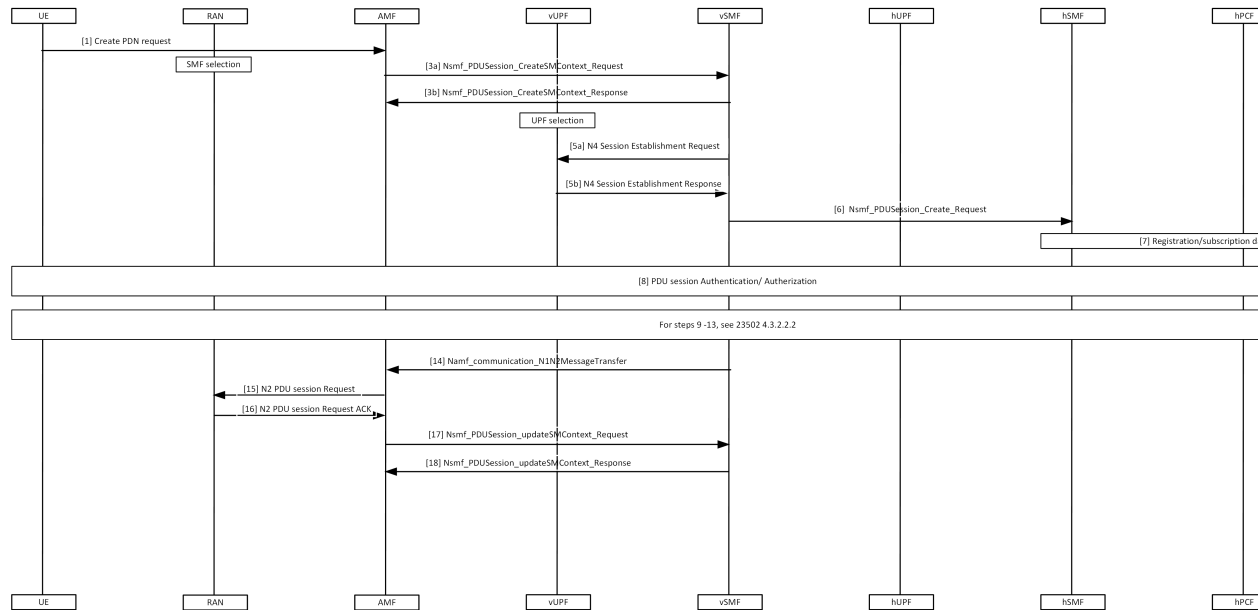 UE RAN AMF vUPF vSMF hUPF hSMF hPCF
[1] Create PDN request
SMF selection
[3a] Nsmf_PDUSession_CreateSMContext_Request
[3b] Nsmf_PDUSession_CreateSMContext_Response
UPF selection
[5a] N4 Session Establishment Request
[5b] N4 Session Establishment Response
[6] Nsmf_PDUSession_Create_Request
[7] Registration/subscription d
[8] PDU session Authentication/ Autherization
For steps 9 -13, see 23502 4.3.2.2.2
[14] Namf_communication_N1N2MessageTransfer
[15] N2 PDU session Request
[16] N2 PDU session Request ACK
[17] Nsmf_PDUSession_updateSMContext_Request
[18] Nsmf_PDUSession_updateSMContext_Response
UE RAN AMF vUPF vSMF hUPF hSMF hPCF